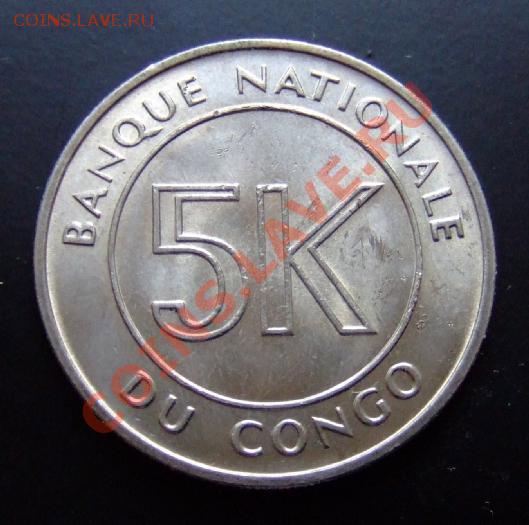 COINS.LAVE.RU
BANQUE NATIONALE
5K
DU CONGO
COINS.LAVE.RU